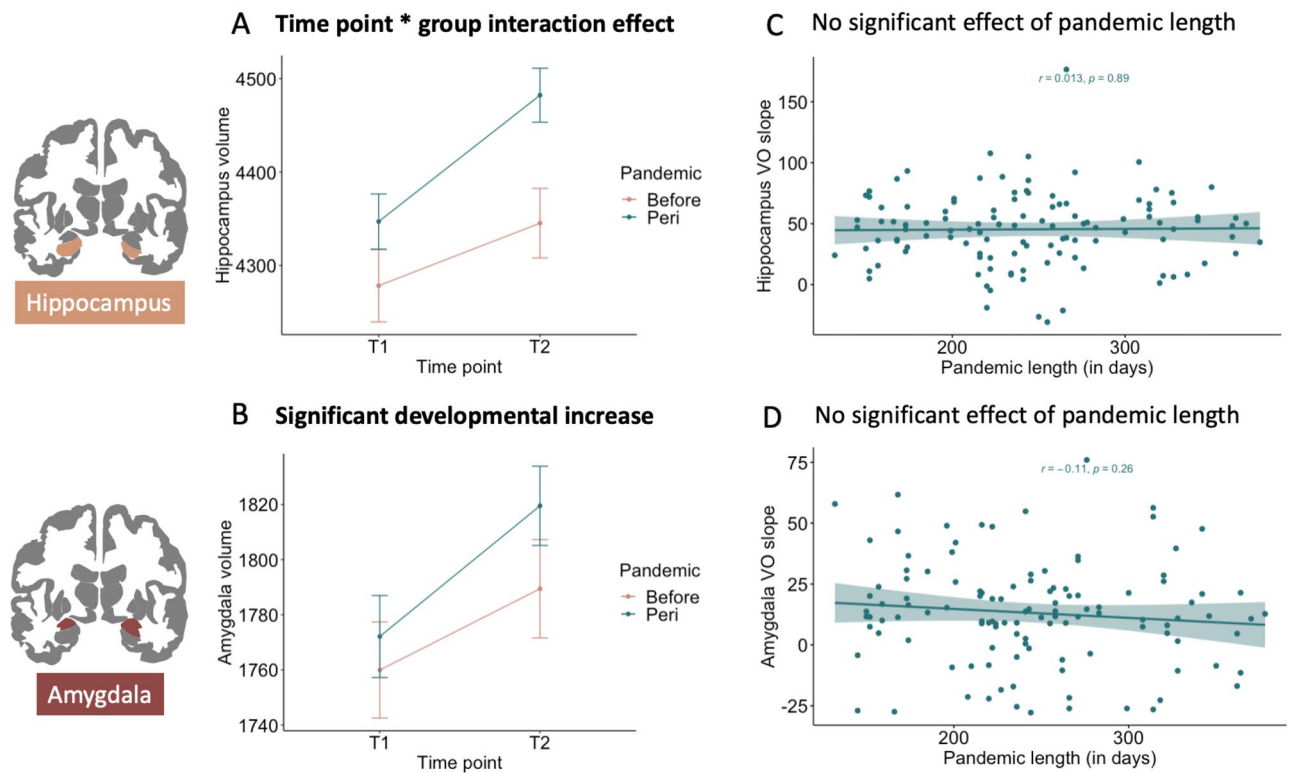 A Time point * group interaction effect
4500
4400
4300
Hippocampus volume
T1 T2
Time point
Pandemic
Before
Peri
Hippocampus
C No significant effect of pandemic length
r = 0.013, p = 0.89
150
100
50
0
Hippocampus VO slope
200 300
Pandemic length (in days)
B Significant developmental increase
1820
1800
1780
1760
1740
Amygdala volume
T1 T2
Time point
Pandemic
Before
Peri
Amygdala
D No significant effect of pandemic length
r = −0.11, p = 0.26
75
50
25
0
-25
Amygdala VO slope
200 300
Pandemic length (in days)